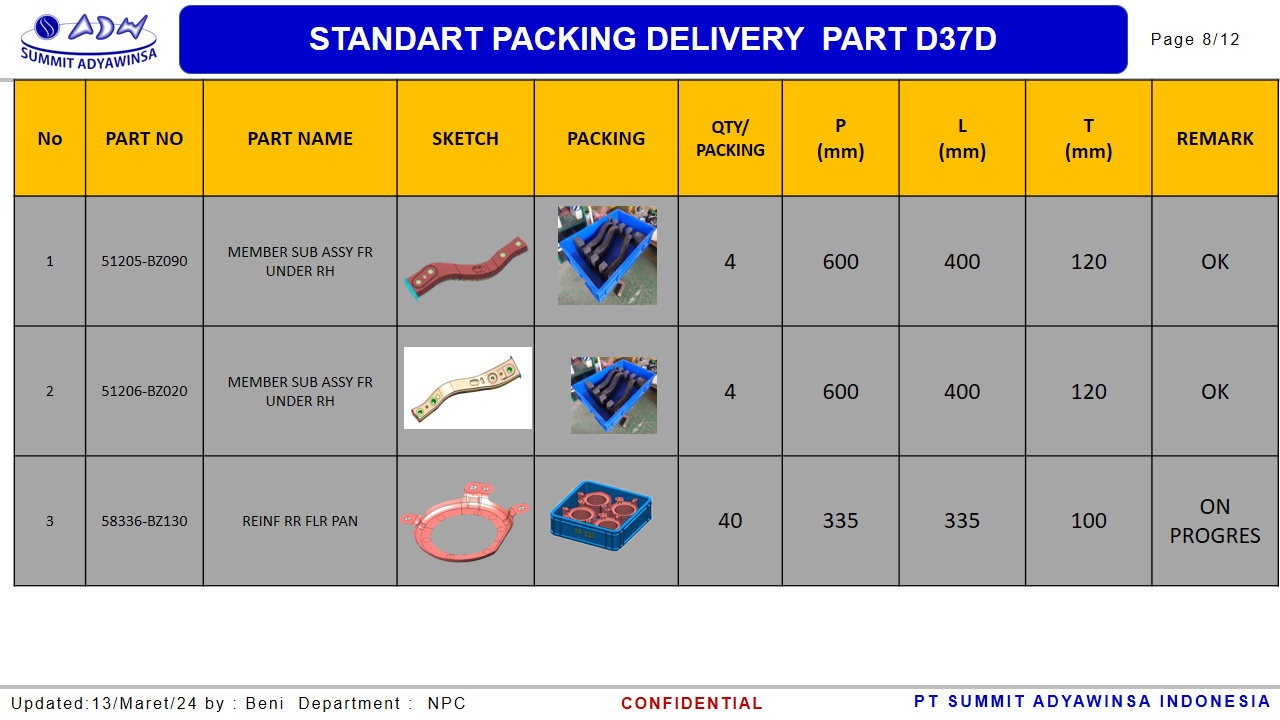 ADW
SUMMIT ADYAWINSA
STANDART PACKING DELIVERY PART D37D
Page 8/12
No PART NO PART NAME SKETCH PACKING QTY/ PACKING P (mm) L (mm) T (mm) REMARK
1 51205-BZ090 MEMBER SUB ASSY FR UNDER RH 4 600 400 120 OK
2 51206-BZ020 MEMBER SUB ASSY FR UNDER RH 4 600 400 120 OK
3 58336-BZ130 REINF RR FLR PAN 40 335 335 100 ON PROGRES
Updated:13/Maret/24 by : Beni Department : NPC
CONFIDENTIAL
PT SUMMIT ADYAWINSA INDONESIA